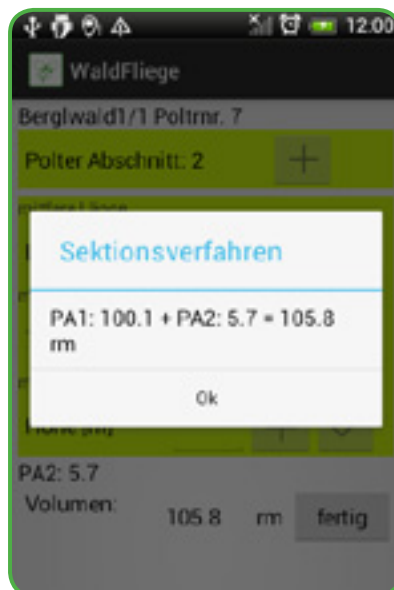 12:00
WaldFliege
Berglwald1/1 Poltrnr. 7
Polter Abschnitt: 2
Sektionsverfahren
PA1: 100.1 + PA2: 5.7 = 105.8
rm
Ok
PA2: 5.7
Volumen: 105.8 rm fertig